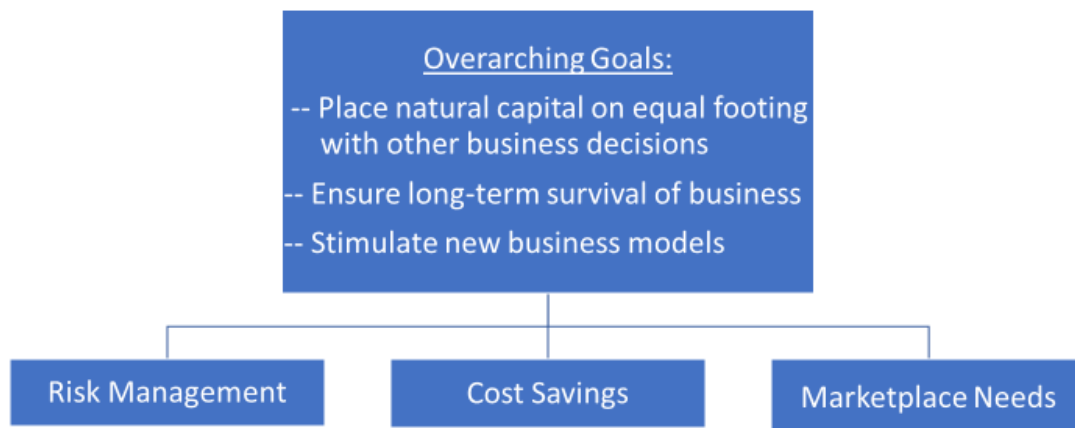 Overarching Goals:
-- Place natural capital on equal footing
with other business decisions
-- Ensure long-term survival of business
-- Stimulate new business models
Risk Management
Cost Savings
Marketplace Needs